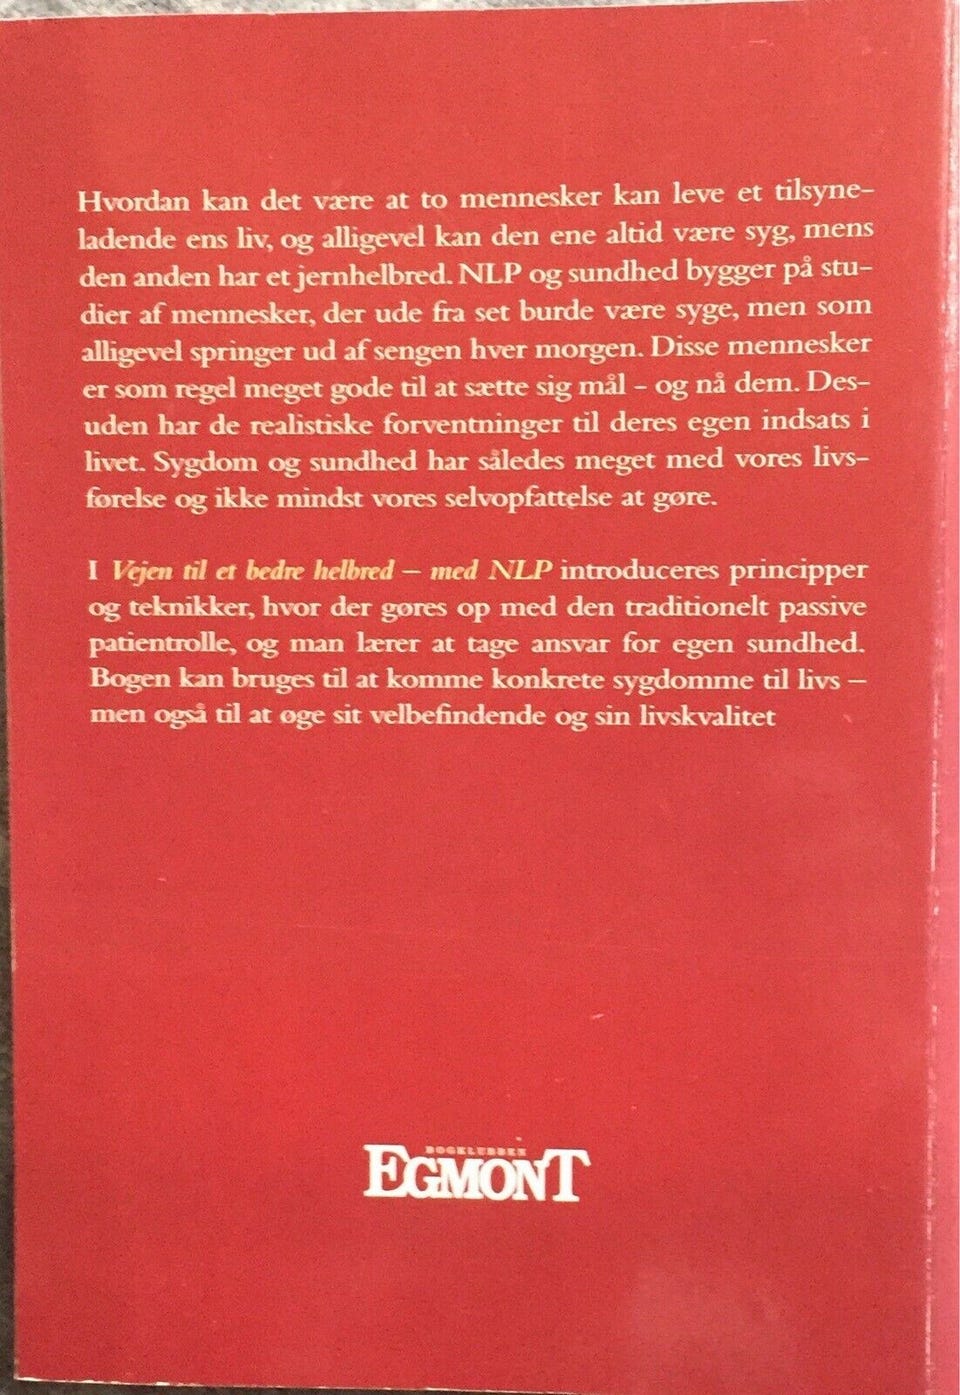 Hvordan kan det være at to mennesker kan leve et tilsyne-
ladende ens liv, og alligevel kan den ene altid være syg, mens
den anden har et jernhelbred. NLP og sundhed bygger på stu-
dier af mennesker, der ude fra set burde være syge, men som
alligevel springer ud af sengen hver morgen. Disse mennesker
er som regel meget gode til at sætte sig mål – og nå dem. Des-
uden har de realistiske forventninger til deres egen indsats i
livet. Sygdom og sundhed har således meget med vores livs-
førelse og ikke mindst vores selvopfattelse at gøre.
I Vejen til et bedre helbred – med NLP introduceres principper
og teknikker, hvor der gøres op med den traditionelt passive
patientrolle, og man lærer at tage ansvar for egen sundhed.
Bogen kan bruges til at komme konkrete sygdomme til livs –
men også til at øge sit velbefindende og sin livskvalitet
BOGKLUBBEN
EGMONT